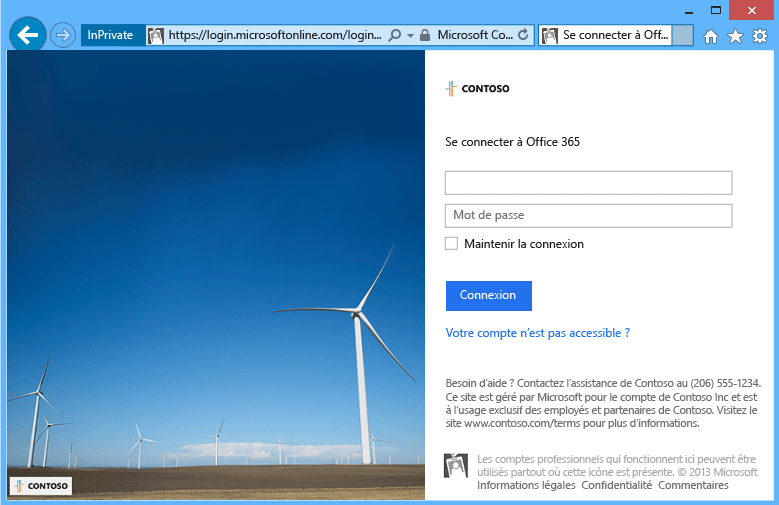 InPrivate
https://login.microsoftonline.com/login...
Microsoft Co...
Se connecter à Off...
CONTOSO
Se connecter à Office 365
Mot de passe
Maintenir la connexion
Connexion
Votre compte n'est pas accessible ?
Besoin d'aide ? Contactez l'assistance de Contoso au (206) 555-1234.
Ce site est géré par Microsoft pour le compte de Contoso Inc et est
à l'usage exclusif des employés et partenaires de Contoso. Visitez le
site www.contoso.com/terms pour plus d'informations.
Les comptes professionnels qui fonctionnent ici peuvent être
utilisés partout où cette icône est présente. © 2013 Microsoft
Informations légales Confidentialité Commentaires
CONTOSO